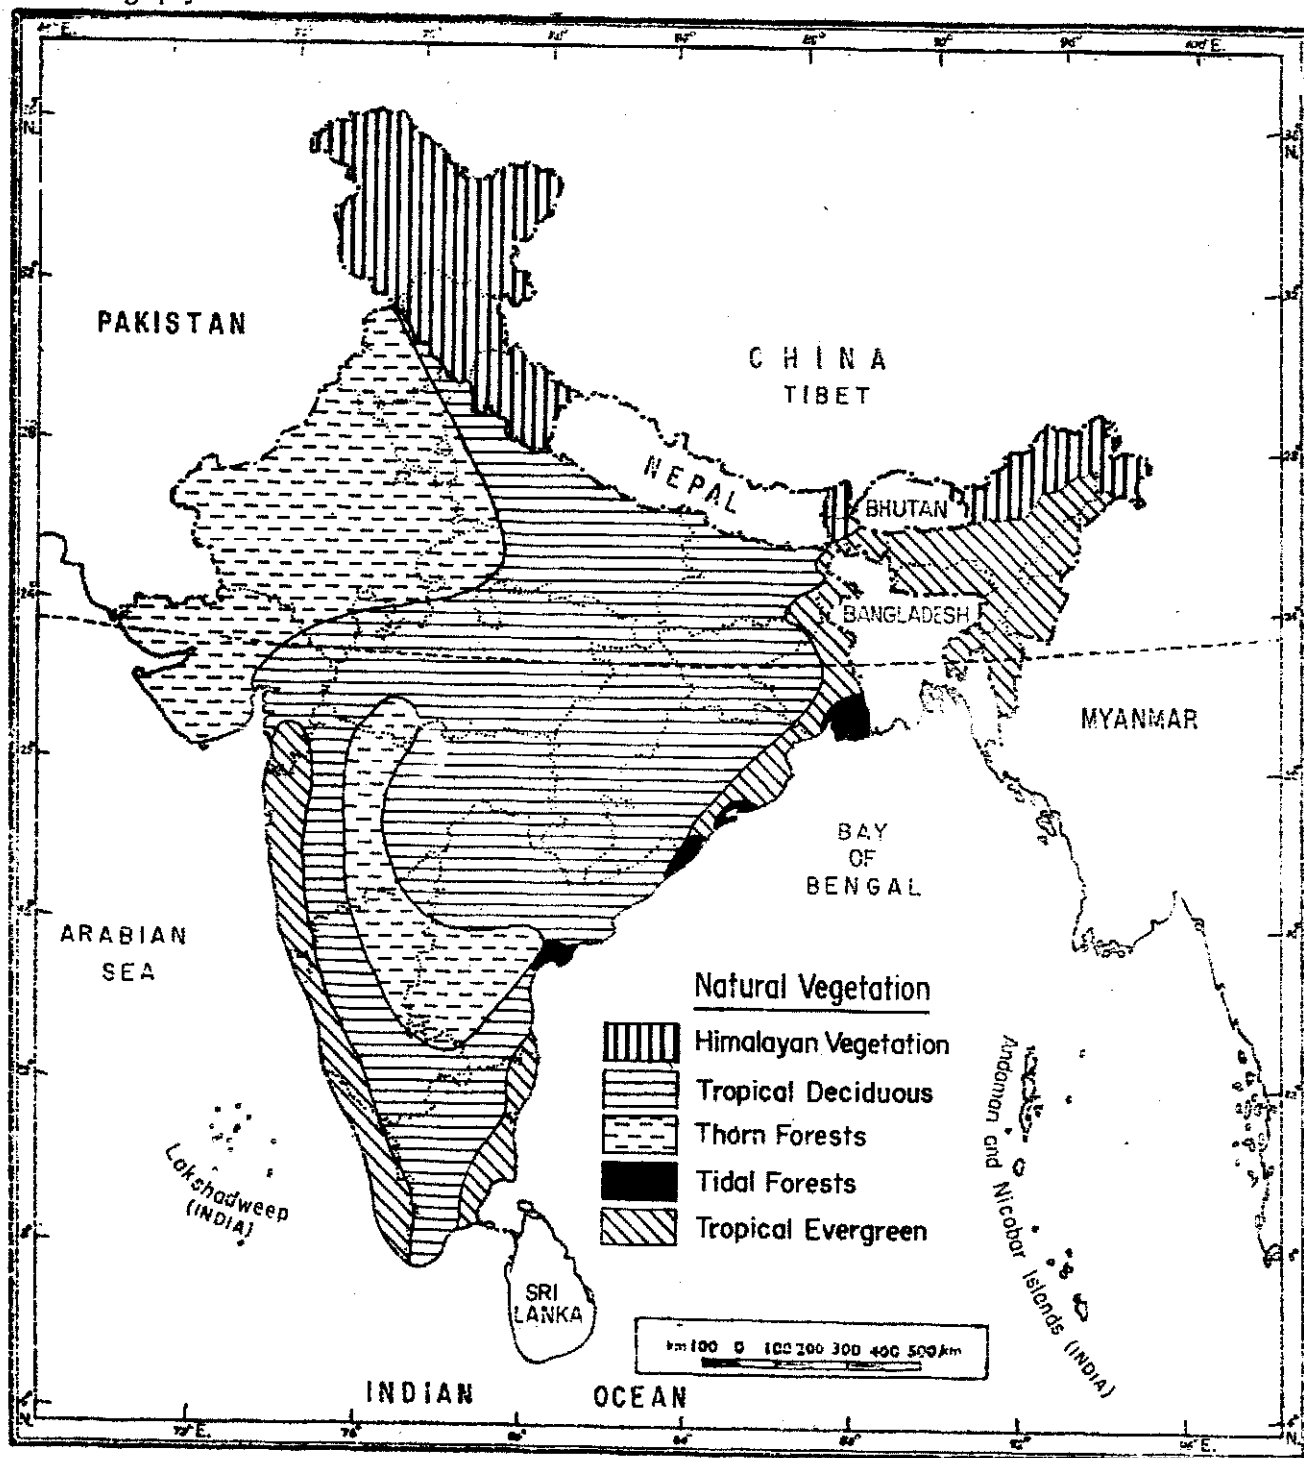 PAKISTAN
CHINA
TIBET
NEPAL
BHUTAN
BANGLADESH
MYANMAR
BAY
OF
BENGAL
ARABIAN
SEA
Natural Vegetation
Himalayan Vegetation
Tropical Deciduous
Thorn Forests
Tidal Forests
Tropical Evergreen
Lakshadweep
(INDIA)
Andaman and Nicobar Islands (INDIA)
SRI
LANKA
km 100 0 100 200 300 400 500 km
INDIAN OCEAN